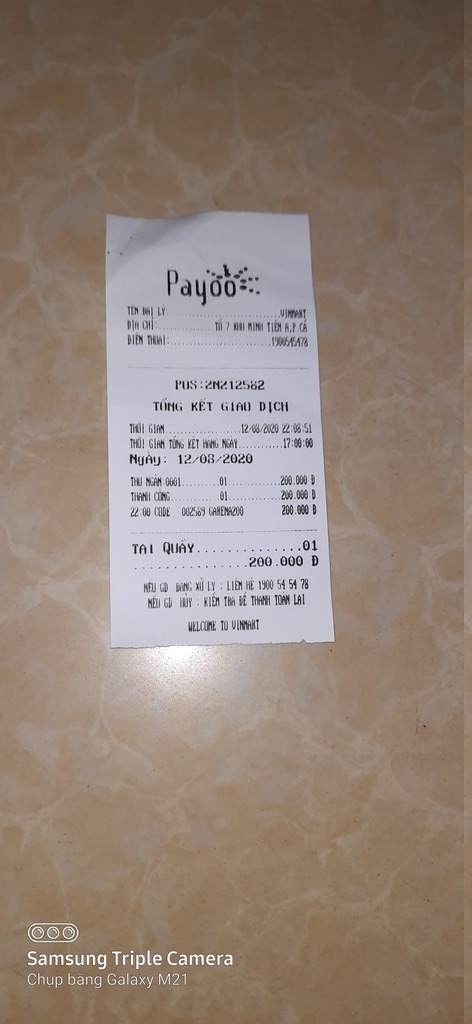 Payoo
TÊN ĐẠI LÝ:..............................VINMART
ĐỊA CHỈ:..............TỔ 7 KHU MINH TIẾN A,P.CẨ
ĐIỆN THOẠI:..........................1900545478
POS:2N212582
TỔNG KẾT GIAO DỊCH
THỜI GIAN...................12/08/2020 22:08:51
THỜI GIAN TỔNG KẾT HÀNG NGÀY...........17:00:00
Ngày: 12/08/2020
THU NGÂN 0001.........01.............200.000 Đ
THÀNH CÔNG............01.............200.000 Đ
22:00 CODE 002589 GARENA200 200.000 Đ
TẠI QUẦY.............01
..............200.000 Đ
NẾU GD ĐANG XỬ LÝ : LIÊN HỆ 1900 54 54 78
NẾU GD HỦY : KIỂM TRA ĐỂ THANH TOÁN LẠI
WELCOME TO VINMART
Samsung Triple Camera
Chụp bằng Galaxy M21